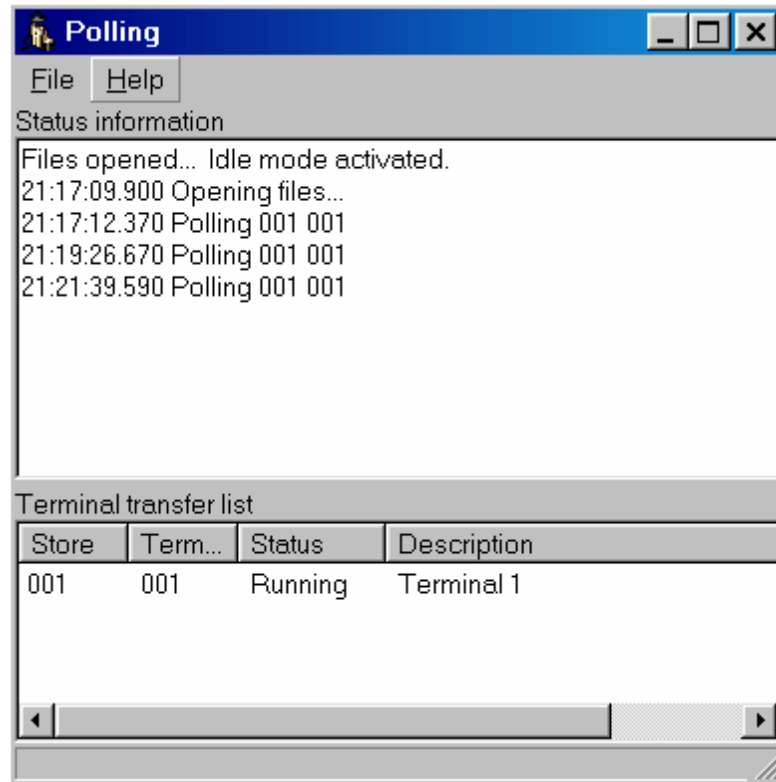 Polling
File Help
Status information
Files opened... Idle mode activated.
21:17:09.900 Opening files...
21:17:12.370 Polling 001 001
21:19:26.670 Polling 001 001
21:21:39.590 Polling 001 001
Terminal transfer list
Store Term... Status Description
001 001 Running Terminal 1